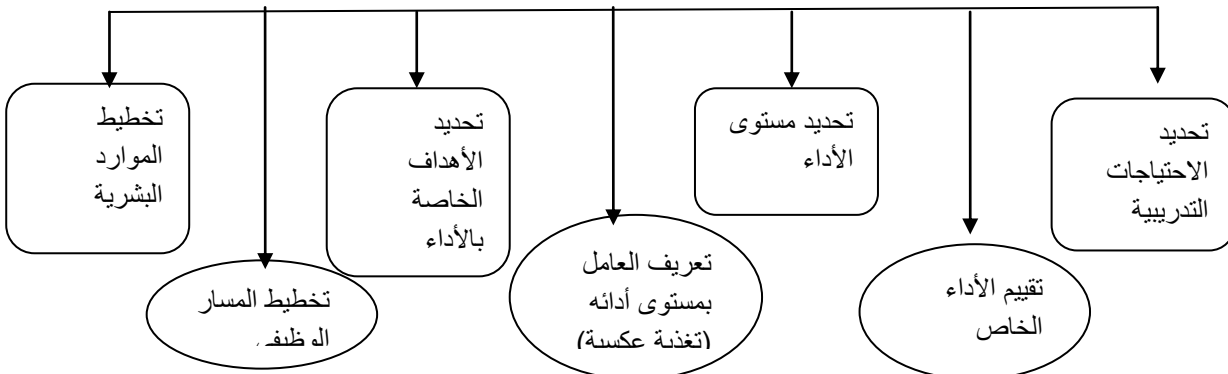 تحديد
الاحتياجات
التدريبية
تقييم الأداء
الخاص
تحديد مستوى
الأداء
تعريف العامل
بمستوى أدائه
(تغذية عكسية)
تحديد
الأهداف
الخاصة
بالأداء
تخطيط المسار
الوظيفي
تخطيط
الموارد
البشرية